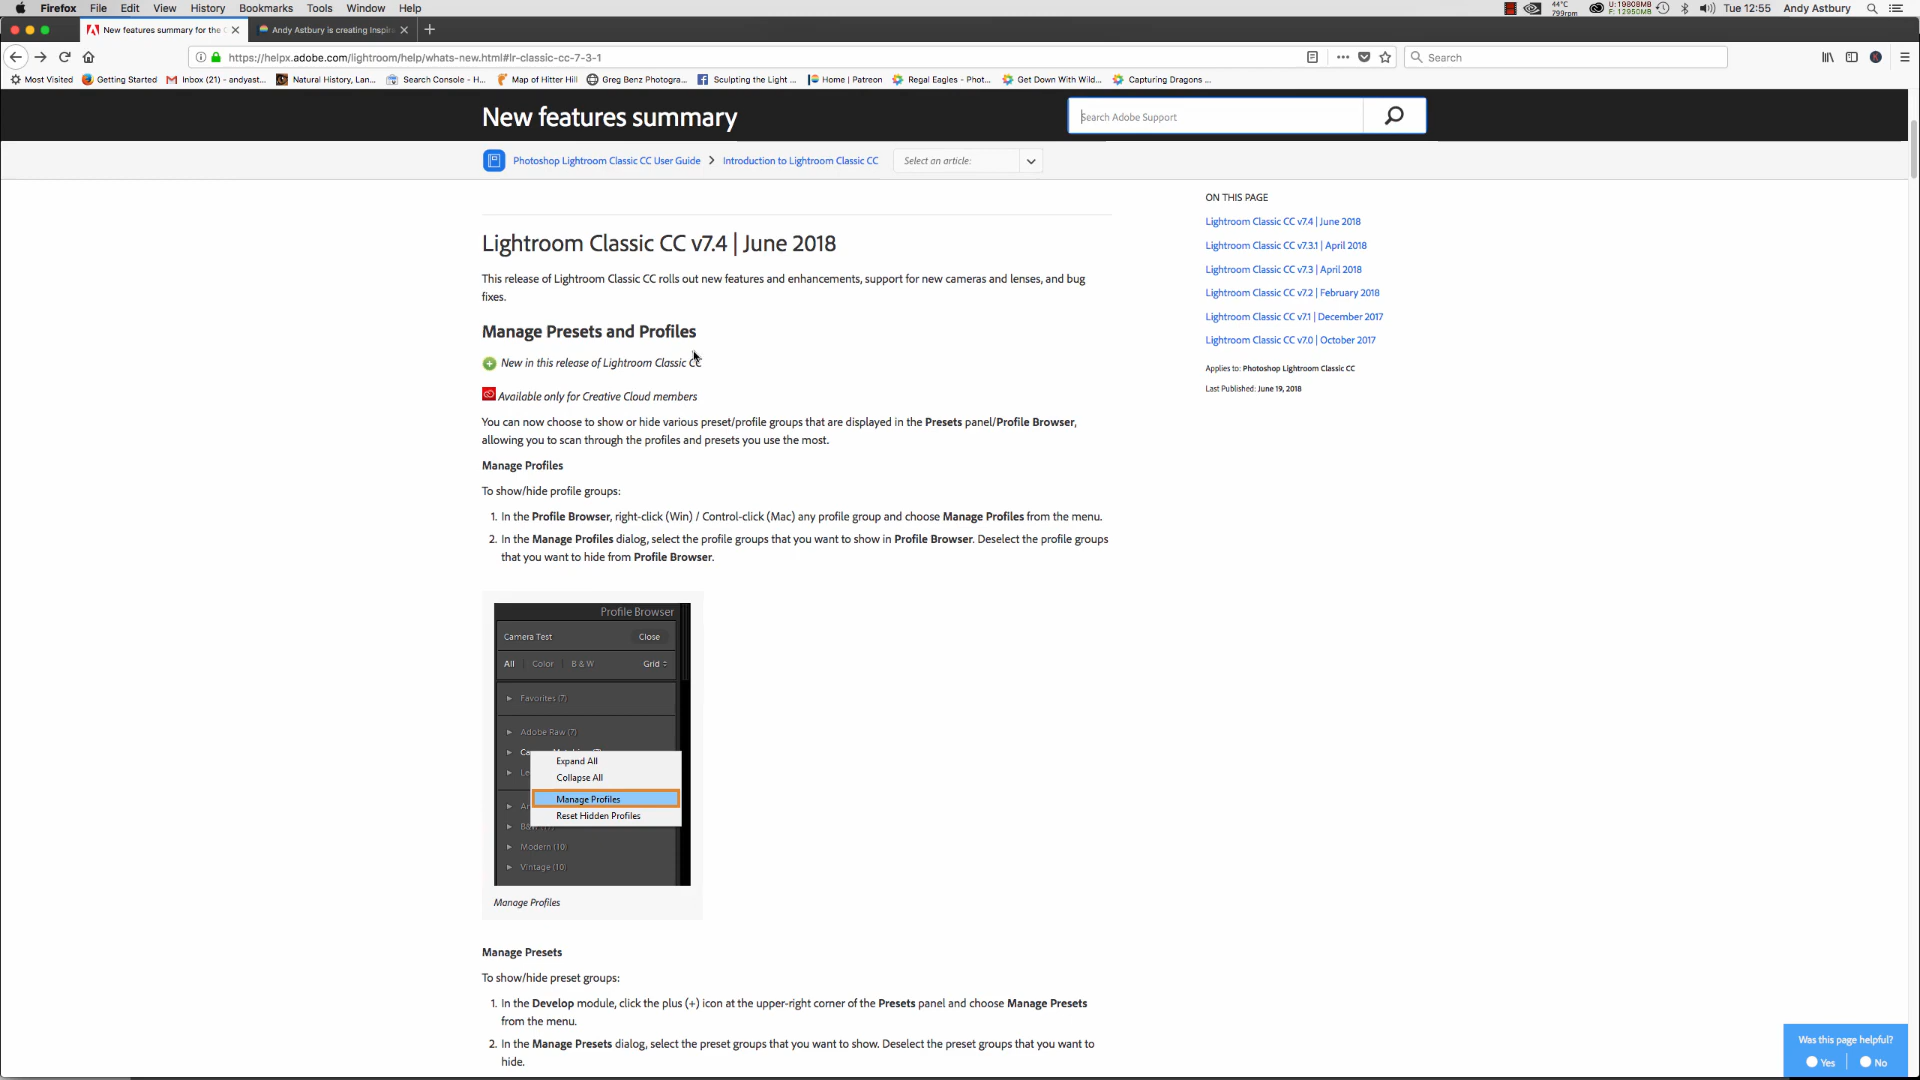 Firefox File Edit View History Bookmarks Tools Window Help
44°C 799rpm U:19808MB F:12950MB Tue 12:55 Andy Astbury
New features summary for the
Andy Astbury is creating Inspir
https://helpx.adobe.com/lightroom/help/whats-new.html#lr-classic-cc-7-3-1
Search
Most Visited Getting Started Inbox (21) - andyast... Natural History, Lan... Search Console - H... Map of Hitter Hill Greg Benz Photogra... Sculpting the Light ... Home | Patreon Regal Eagles - Phot... Get Down With Wild... Capturing Dragons ...
New features summary
Search Adobe Support
Photoshop Lightroom Classic CC User Guide > Introduction to Lightroom Classic CC
Select an article:
Lightroom Classic CC v7.4 | June 2018
This release of Lightroom Classic CC rolls out new features and enhancements, support for new cameras and lenses, and bug
fixes.
Manage Presets and Profiles
New in this release of Lightroom Classic CC
Available only for Creative Cloud members
You can now choose to show or hide various preset/profile groups that are displayed in the Presets panel/Profile Browser,
allowing you to scan through the profiles and presets you use the most.
Manage Profiles
To show/hide profile groups:
1. In the Profile Browser, right-click (Win) / Control-click (Mac) any profile group and choose Manage Profiles from the menu.
2. In the Manage Profiles dialog, select the profile groups that you want to show in Profile Browser. Deselect the profile groups
that you want to hide from Profile Browser.
Profile Browser
Camera Test Close
All Color B & W Grid
Favorites (7)
Adobe Raw (7)
Expand All
Collapse All
Manage Profiles
Reset Hidden Profiles
Modern (10)
Vintage (10)
Manage Profiles
Manage Presets
To show/hide preset groups:
1. In the Develop module, click the plus (+) icon at the upper-right corner of the Presets panel and choose Manage Presets
from the menu.
2. In the Manage Presets dialog, select the preset groups that you want to show. Deselect the preset groups that you want to
hide.
ON THIS PAGE
Lightroom Classic CC v7.4 | June 2018
Lightroom Classic CC v7.3.1 | April 2018
Lightroom Classic CC v7.3 | April 2018
Lightroom Classic CC v7.2 | February 2018
Lightroom Classic CC v7.1 | December 2017
Lightroom Classic CC v7.0 | October 2017
Applies to: Photoshop Lightroom Classic CC
Last Published: June 19, 2018
Was this page helpful?
Yes No